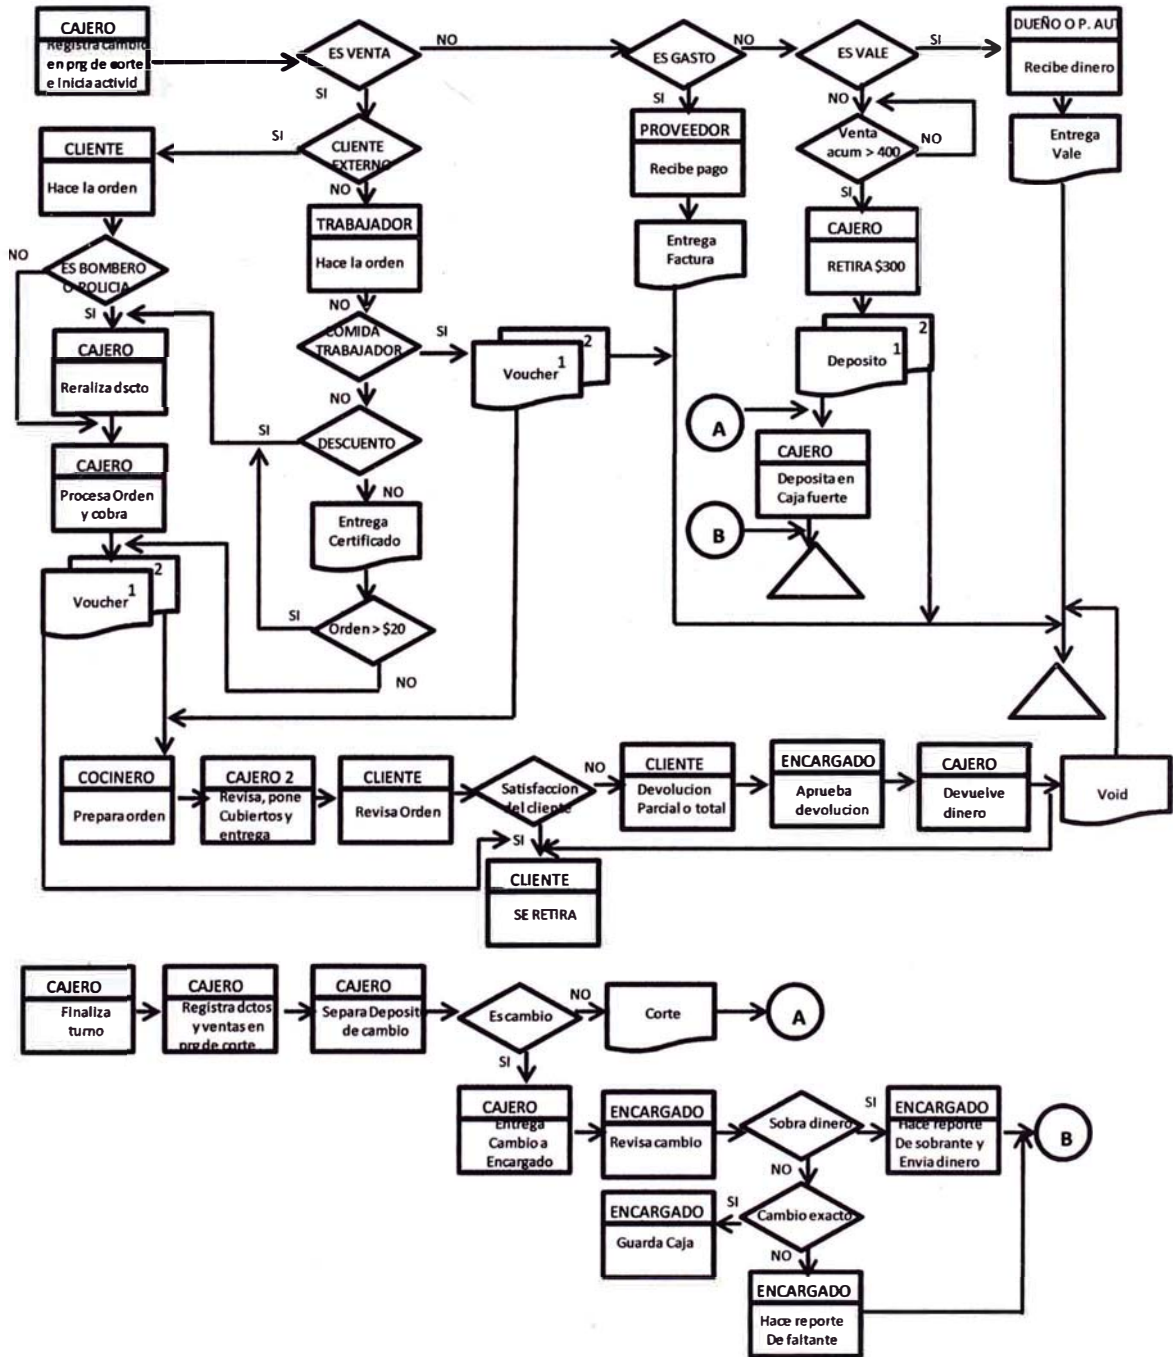 CAJERO
Registra cambio
en prg de corte
e Inicia activid
ES VENTA
NO
ES GASTO
NO
ES VALE
SI
DUEÑO O P. AUT
Recibe dinero
Entrega
Vale
SI
SI
NO
CLIENTE
EXTERNO
SI
CLIENTE
Hace la orden
PROVEEDOR
Recibe pago
Venta
acum > 400
NO
NO
SI
TRABAJADOR
Hace la orden
Entrega
Factura
CAJERO
RETIRA $300
NO
ES BOMBERO
O POLICIA
SI
NO
COMIDA
TRABAJADOR
SI
Voucher
1
2
Deposito
1
2
CAJERO
Reraliza dscto
NO
DESCUENTO
SI
A
CAJERO
Deposita en
Caja fuerte
CAJERO
Procesa Orden
y cobra
NO
Entrega
Certificado
B
Voucher
1
2
SI
Orden > $20
NO
COCINERO
Prepara orden
CAJERO 2
Revisa, pone
Cubiertos y
entrega
CLIENTE
Revisa Orden
Satisfaccion
del cliente
NO
CLIENTE
Devolucion
Parcial o total
ENCARGADO
Aprueba
devolucion
CAJERO
Devuelve
dinero
Void
SI
CLIENTE
SE RETIRA
CAJERO
Finaliza
turno
CAJERO
Registra dctos
y ventas en
prg de corte
CAJERO
Separa Deposit
de cambio
Es cambio
NO
Corte
A
SI
CAJERO
Entrega
Cambio a
Encargado
ENCARGADO
Revisa cambio
Sobra dinero
SI
ENCARGADO
Hace reporte
De sobrante y
Envia dinero
B
NO
ENCARGADO
Guarda Caja
SI
Cambio exacto
NO
ENCARGADO
Hace reporte
De faltante